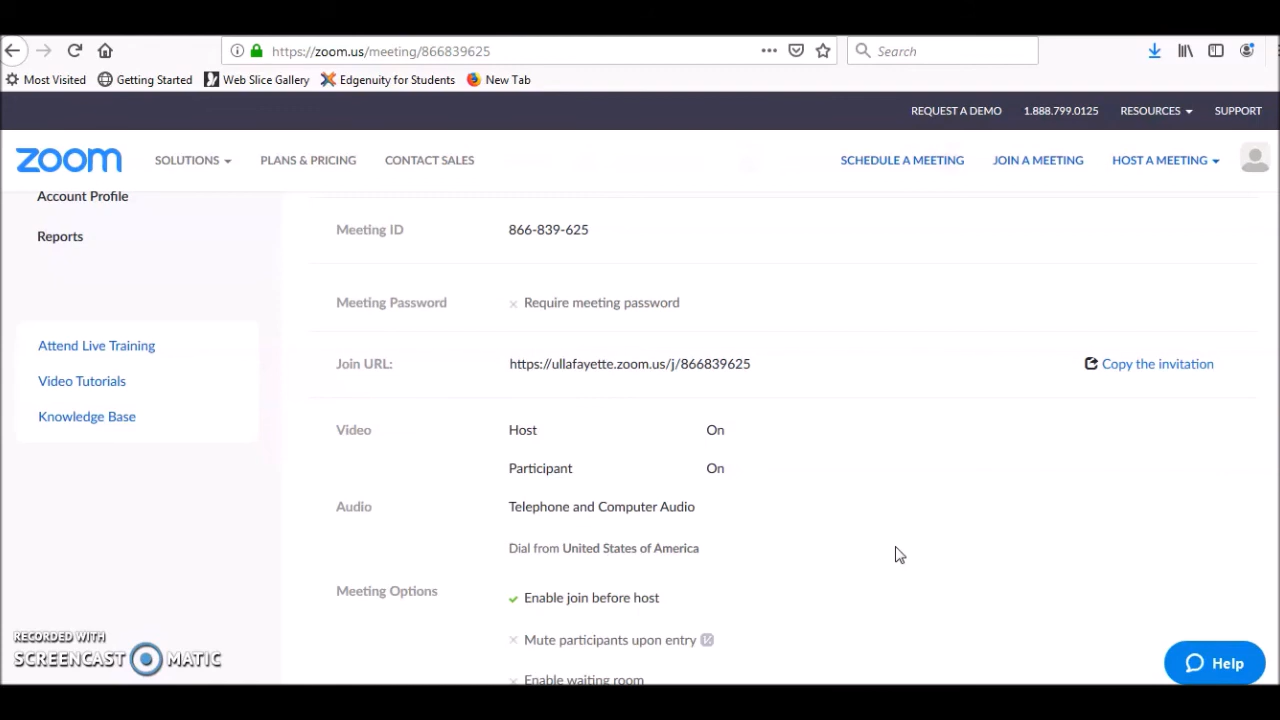 https://zoom.us/meeting/866839625
Search
Most Visited Getting Started Web Slice Gallery Edgenuity for Students New Tab
REQUEST A DEMO 1.888.799.0125 RESOURCES SUPPORT
zoom SOLUTIONS PLANS & PRICING CONTACT SALES SCHEDULE A MEETING JOIN A MEETING HOST A MEETING
Account Profile
Reports
Attend Live Training
Video Tutorials
Knowledge Base
Meeting ID 866-839-625
Meeting Password Require meeting password
Join URL: https://ullafayette.zoom.us/j/866839625 Copy the invitation
Video Host On
Participant On
Audio Telephone and Computer Audio
Dial from United States of America
Meeting Options Enable join before host
Mute participants upon entry
Enable waiting room
RECORDED WITH
SCREENCAST MATIC
Help